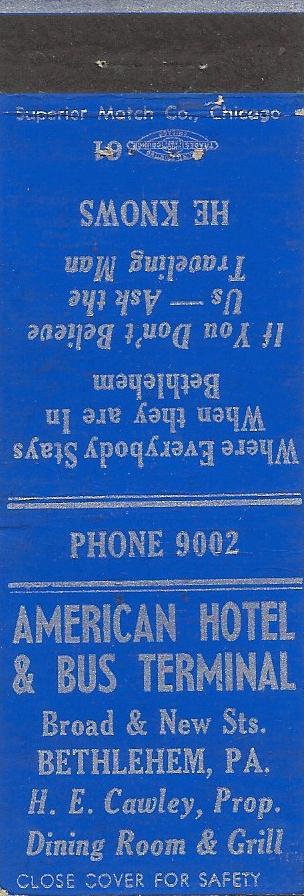 Superior Match Co., Chicago
Where Everybody Stays
When they are In
Bethlehem
If You Don't Believe
Us — Ask the
Traveling Man
HE KNOWS
PHONE 9002
AMERICAN HOTEL
& BUS TERMINAL
Broad & New Sts.
BETHLEHEM, PA.
H. E. Cawley, Prop.
Dining Room & Grill
CLOSE COVER FOR SAFETY